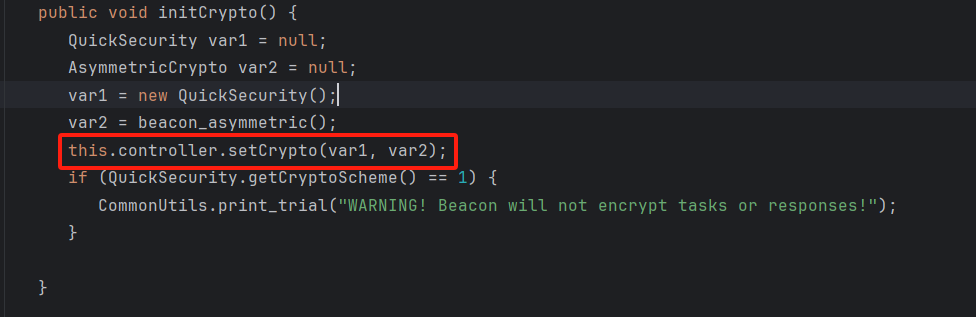 public void initCrypto() {
QuickSecurity var1 = null;
AsymmetricCrypto var2 = null;
var1 = new QuickSecurity();
var2 = beacon_asymmetric();
this.controller.setCrypto(var1, var2);
if (QuickSecurity.getCryptoScheme() == 1) {
CommonUtils.print_trial("WARNING! Beacon will not encrypt tasks or responses!");
}
}